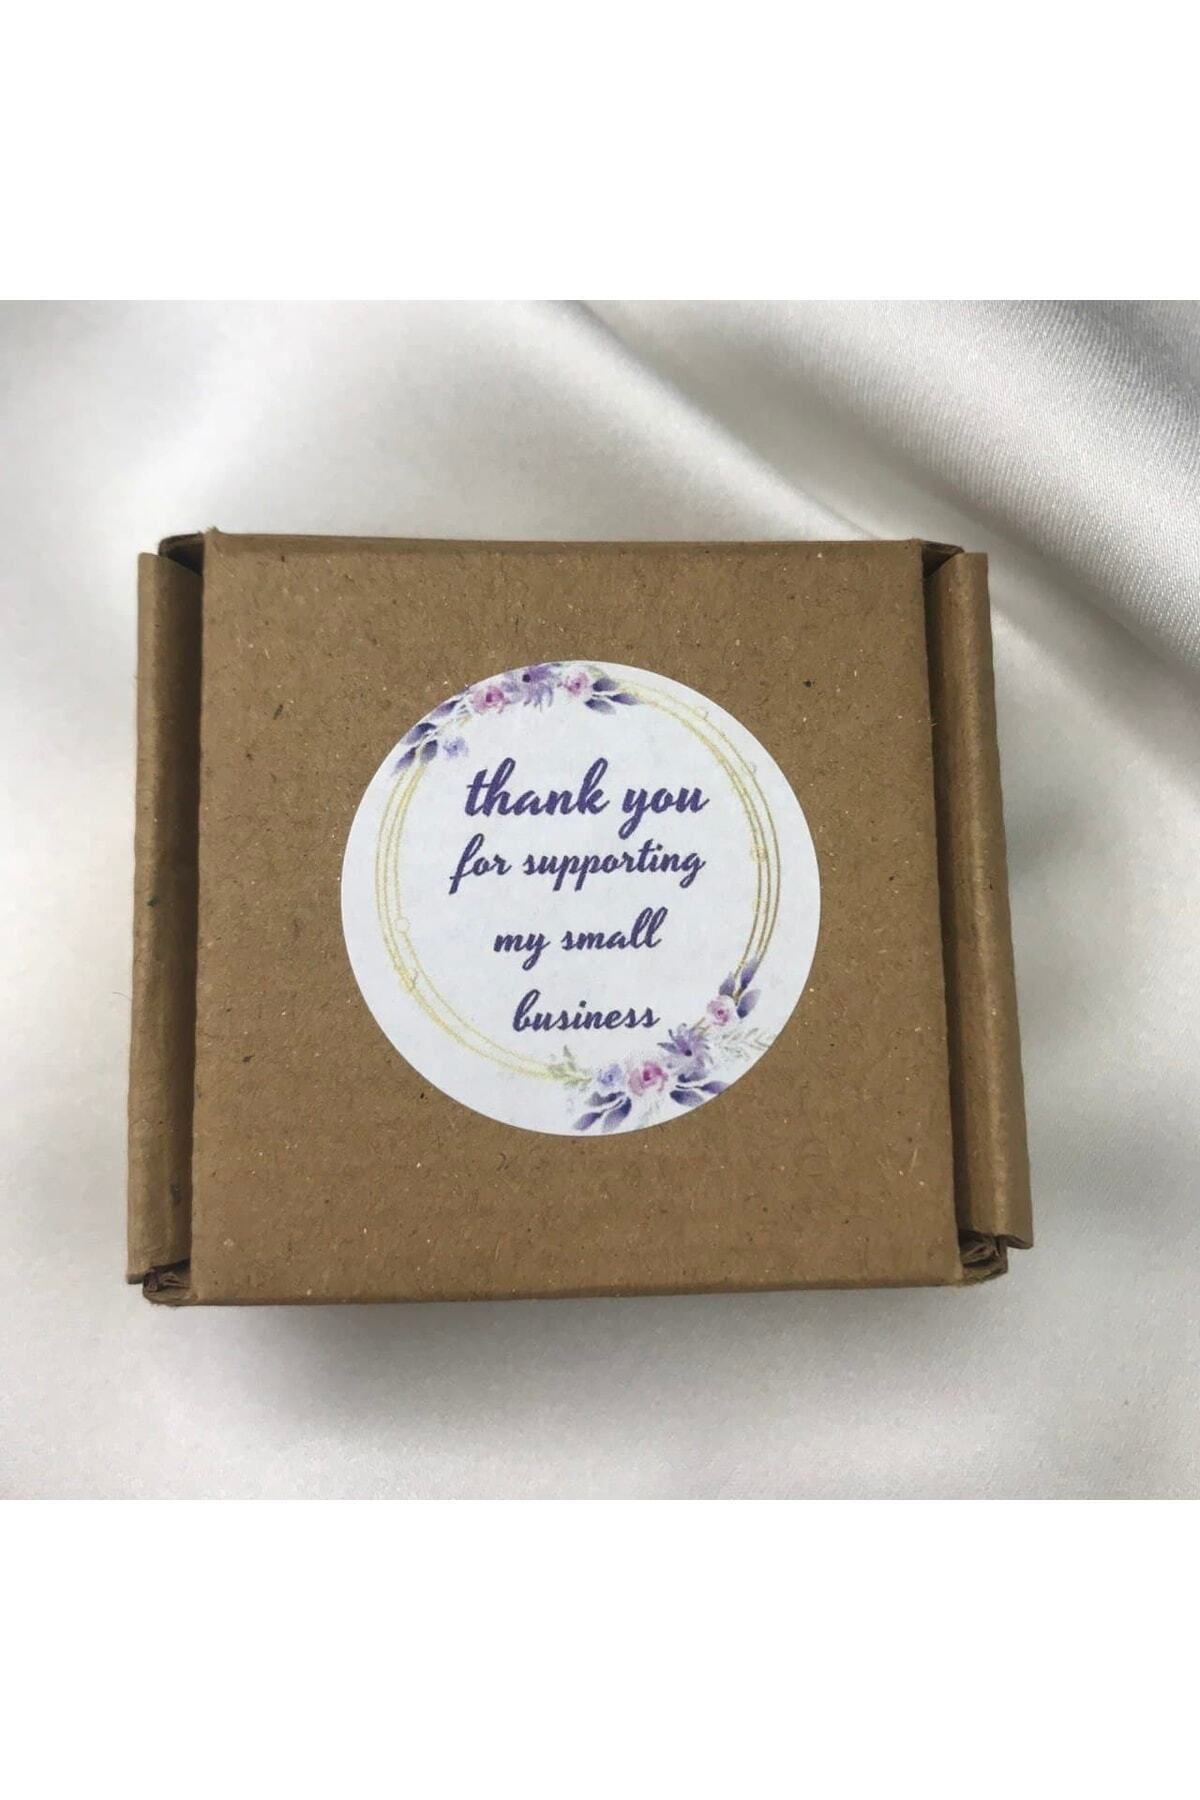 thank you
for supporting
my small
business